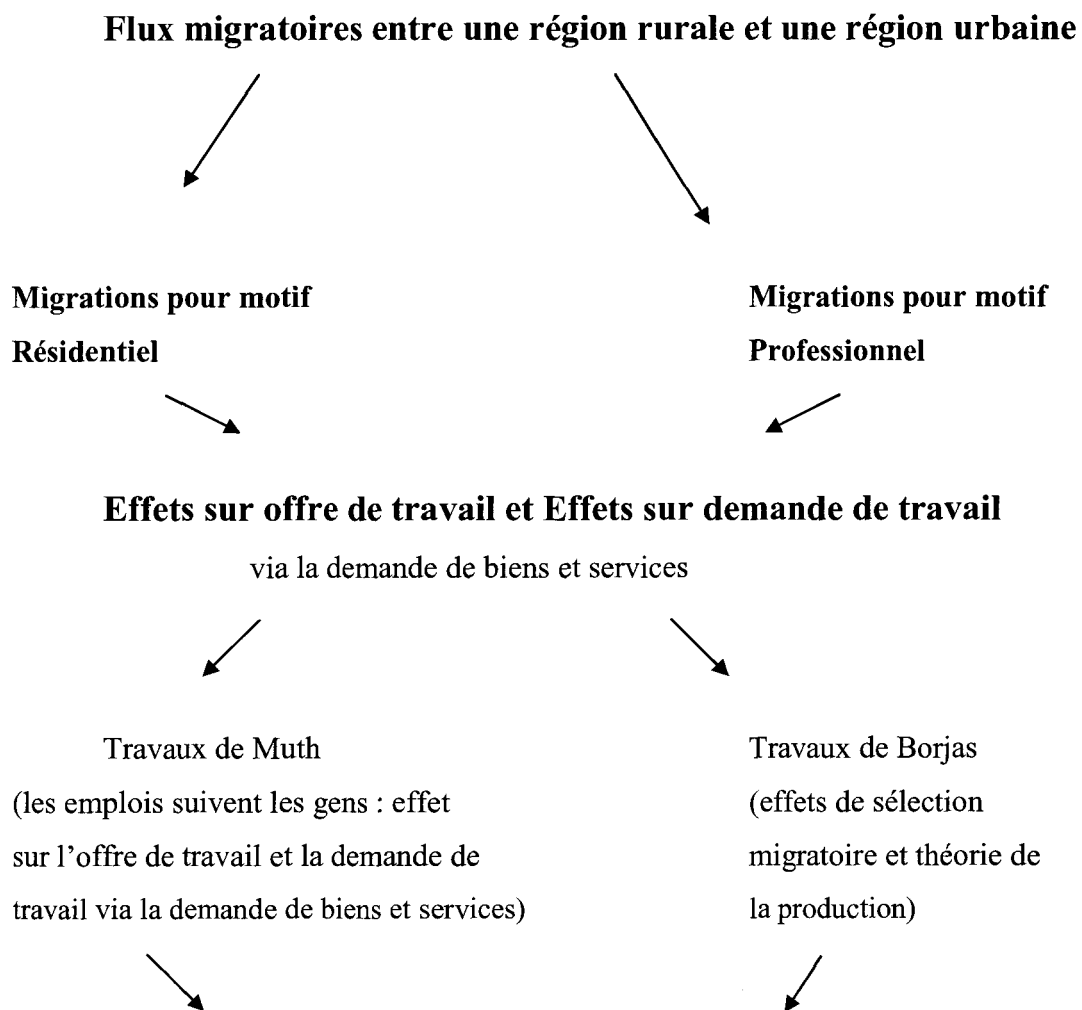 Flux migratoires entre une région rurale et une région urbaine
Migrations pour motif
Résidentiel
Migrations pour motif
Professionnel
Effets sur offre de travail et Effets sur demande de travail
via la demande de biens et services
Travaux de Muth
(les emplois suivent les gens : effet
sur l'offre de travail et la demande de
travail via la demande de biens et services)
Travaux de Borjas
(effets de sélection
migratoire et théorie de
la production)